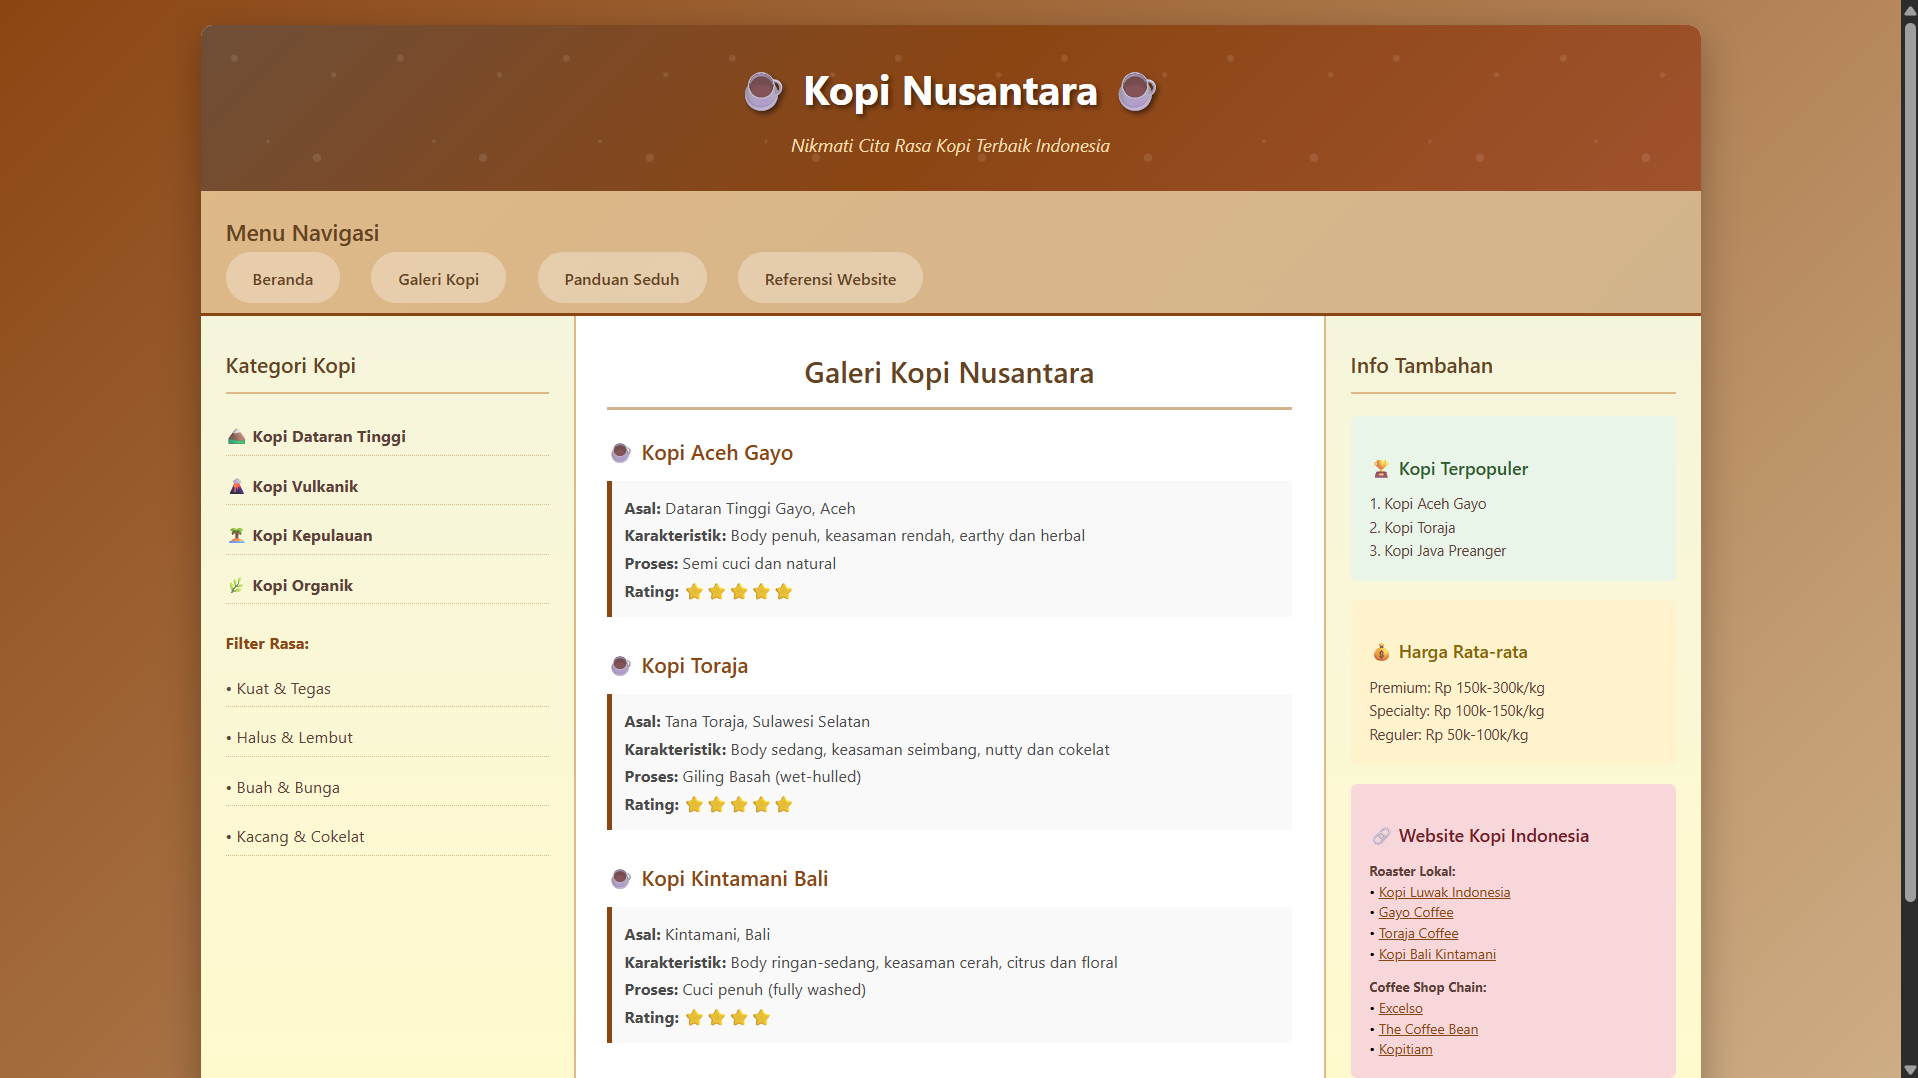 Kopi Nusantara
Nikmati Cita Rasa Kopi Terbaik Indonesia
Menu Navigasi
Beranda
Galeri Kopi
Panduan Seduh
Referensi Website
Kategori Kopi
Kopi Dataran Tinggi
Kopi Vulkanik
Kopi Kepulauan
Kopi Organik
Filter Rasa:
• Kuat & Tegas
• Halus & Lembut
• Buah & Bunga
• Kacang & Cokelat
Galeri Kopi Nusantara
Kopi Aceh Gayo
Asal: Dataran Tinggi Gayo, Aceh
Karakteristik: Body penuh, keasaman rendah, earthy dan herbal
Proses: Semi cuci dan natural
Rating: ⭐⭐⭐⭐⭐
Kopi Toraja
Asal: Tana Toraja, Sulawesi Selatan
Karakteristik: Body sedang, keasaman seimbang, nutty dan cokelat
Proses: Giling Basah (wet-hulled)
Rating: ⭐⭐⭐⭐⭐
Kopi Kintamani Bali
Asal: Kintamani, Bali
Karakteristik: Body ringan-sedang, keasaman cerah, citrus dan floral
Proses: Cuci penuh (fully washed)
Rating: ⭐⭐⭐⭐
Info Tambahan
Kopi Terpopuler
1. Kopi Aceh Gayo
2. Kopi Toraja
3. Kopi Java Preanger
Harga Rata-rata
Premium: Rp 150k-300k/kg
Specialty: Rp 100k-150k/kg
Reguler: Rp 50k-100k/kg
Website Kopi Indonesia
Roaster Lokal:
• Kopi Luwak Indonesia
• Gayo Coffee
• Toraja Coffee
• Kopi Bali Kintamani
Coffee Shop Chain:
• Excelso
• The Coffee Bean
• Kopitiam